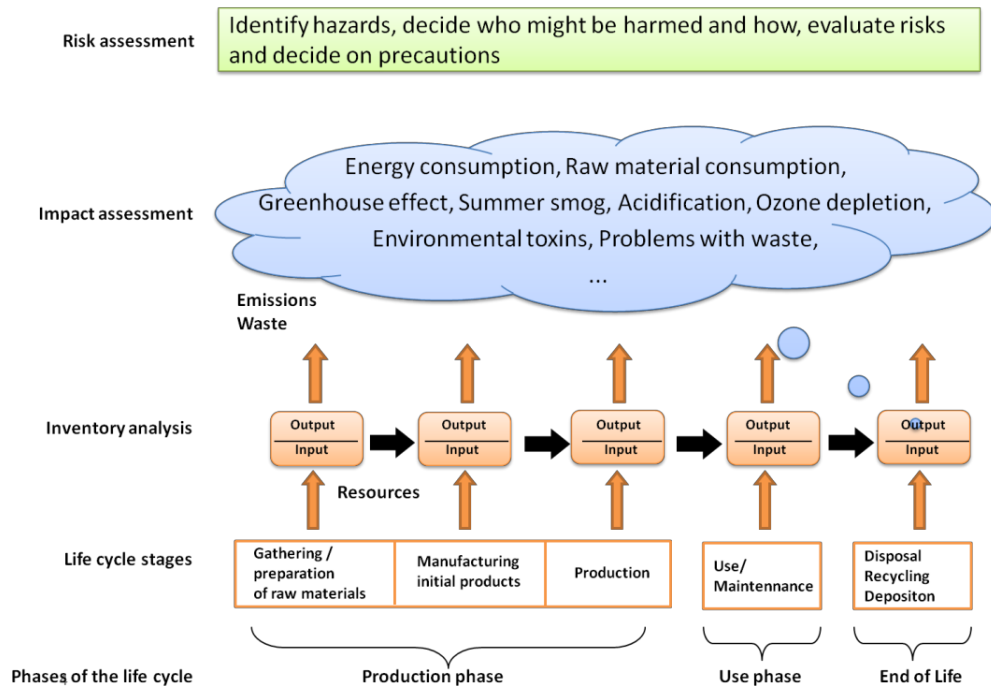 Risk assessment
Identify hazards, decide who might be harmed and how, evaluate risks
and decide on precautions
Impact assessment
Energy consumption, Raw material consumption,
Greenhouse effect, Summer smog, Acidification, Ozone depletion,
Environmental toxins, Problems with waste,
...
Emissions
Waste
Inventory analysis
Output
Input
Output
Input
Output
Input
Output
Input
Output
Input
Resources
Life cycle stages
Gathering /
preparation
of raw materials
Manufacturing
initial products
Production
Use/
Maintennance
Disposal
Recycling
Depositon
Phases of the life cycle
Production phase
Use phase
End of Life